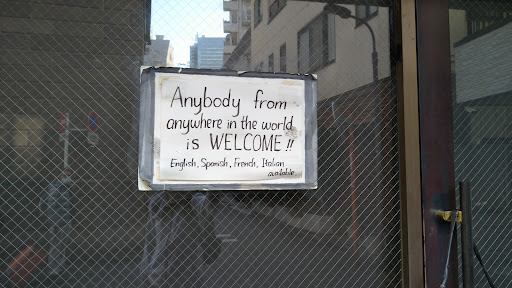 Anybody from
anywhere in the world
is WELCOME!!
English, Spanish, French, Italian
available